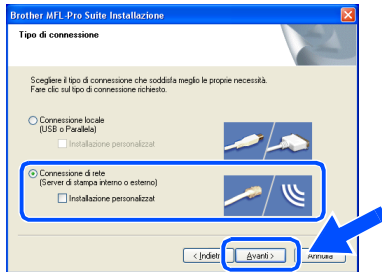 Brother MFL-Pro Suite Installazione
Tipo di connessione
Scegliere il tipo di connessione che soddisfa meglio le proprie necessità.
Fare clic sul tipo di connessione richiesto.
Connessione locale
(USB o Parallela)
Installazione personalizzat
Connessione di rete
(Server di stampa interno o esterno)
Installazione personalizzat
< Indietr Avanti > Annulla